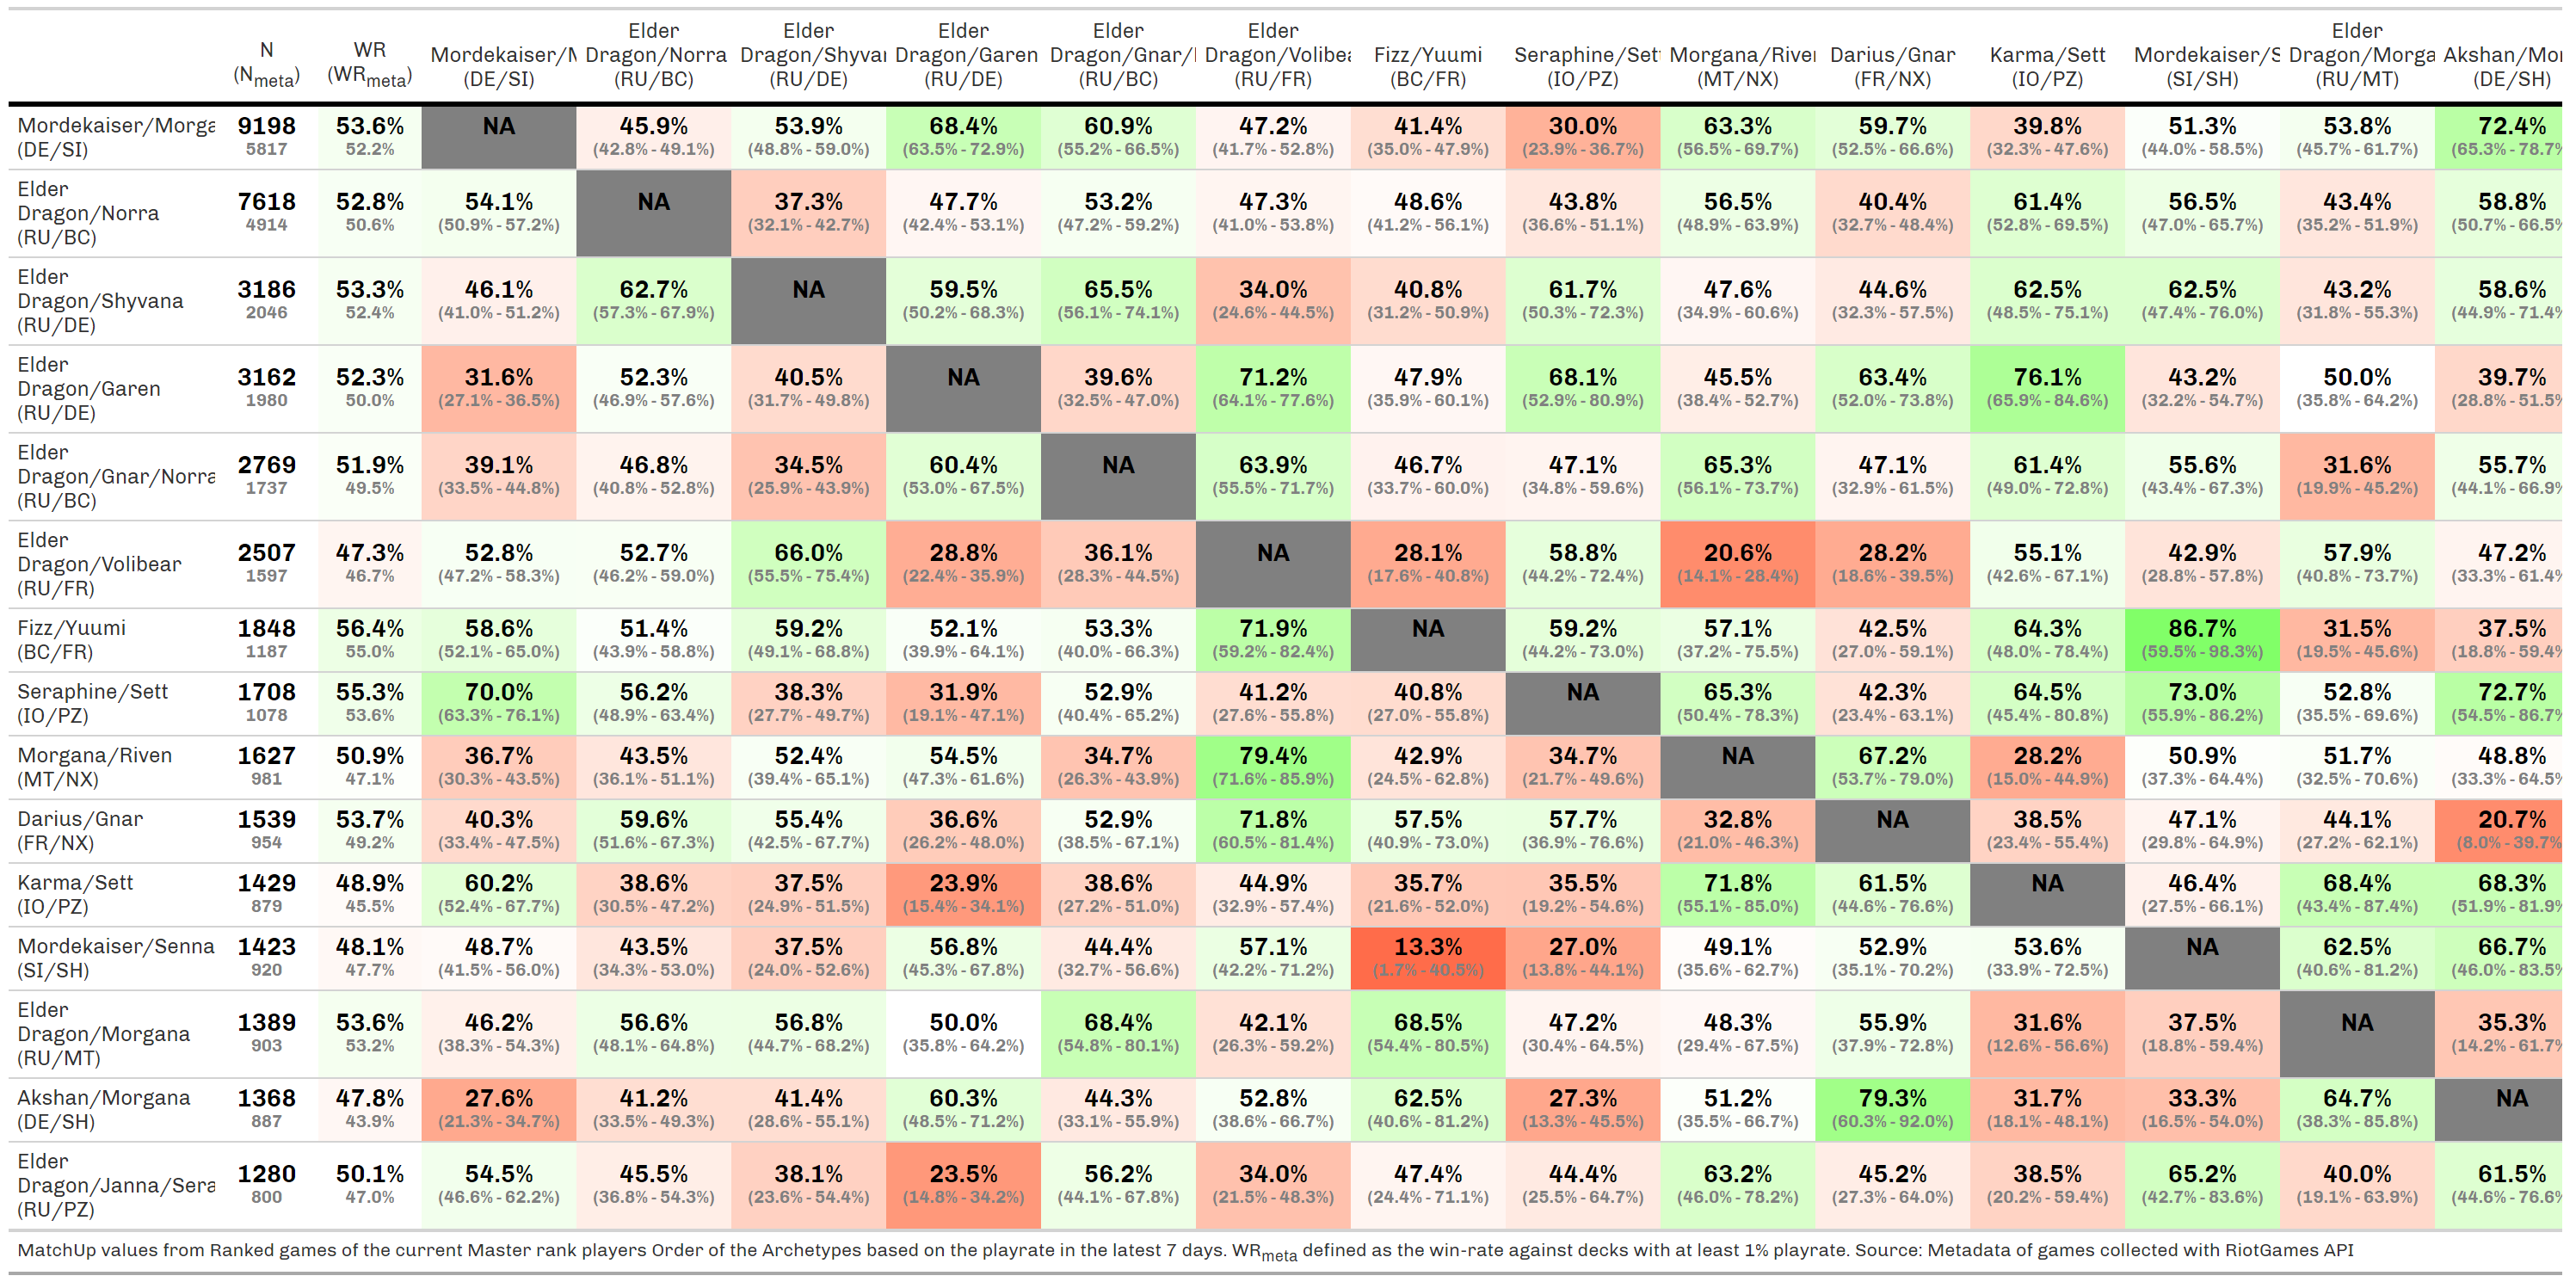 N (Nmeta) WR (WRmeta) Mordekaiser/M (DE/SI) Elder Dragon/Norra (RU/BC) Elder Dragon/Shyvar (RU/DE) Elder Dragon/Garen (RU/DE) Elder Dragon/Gnar/ (RU/BC) Elder Dragon/Volibea (RU/FR) Fizz/Yuumi (BC/FR) Seraphine/Sett (IO/PZ) Morgana/River (MT/NX) Darius/Gnar (FR/NX) Karma/Sett (IO/PZ) Mordekaiser/S (SI/SH) Elder Dragon/Morga (RU/MT) Akshan/Mor (DE/SH)
Mordekaiser/Morga 9198 53.6% NA 45.9% 53.9% 68.4% 60.9% 47.2% 41.4% 30.0% 63.3% 59.7% 39.8% 51.3% 53.8% 72.4%
(DE/SI) 5817 52.2% (42.8% - 49.1%) (48.8% - 59.0%) (63.5% - 72.9%) (55.2% - 66.5%) (41.7% - 52.8%) (35.0% - 47.9%) (23.9% - 36.7%) (56.5% - 69.7%) (52.5% - 66.6%) (32.3% - 47.6%) (44.0% - 58.5%) (45.7% - 61.7%) (65.3% - 78.7%
Elder
Dragon/Norra 7618 52.8% 54.1% NA 37.3% 47.7% 53.2% 47.3% 48.6% 43.8% 56.5% 40.4% 61.4% 56.5% 43.4% 58.8%
(RU/BC) 4914 50.6% (50.9% - 57.2%) (32.1% - 42.7%) (42.4% - 53.1%) (47.2% - 59.2%) (41.0% - 53.8%) (41.2% - 56.1%) (36.6% - 51.1%) (48.9% - 63.9%) (32.7% - 48.4%) (52.8% - 69.5%) (47.0% - 65.7%) (35.2% - 51.9%) (50.7% - 66.5%
Elder
Dragon/Shyvana 3186 53.3% 46.1% 62.7% NA 59.5% 65.5% 34.0% 40.8% 61.7% 47.6% 44.6% 62.5% 62.5% 43.2% 58.6%
(RU/DE) 2046 52.4% (41.0% - 51.2%) (57.3% - 67.9%) (50.2% - 68.3%) (56.1% - 74.1%) (24.6% - 44.5%) (31.2% - 50.9%) (50.3% - 72.3%) (34.9% - 60.6%) (32.3% - 57.5%) (48.5% - 75.1%) (47.4% - 76.0%) (31.8% - 55.3%) (44.9% - 71.4%
Elder
Dragon/Garen 3162 52.3% 31.6% 52.3% 40.5% NA 39.6% 71.2% 47.9% 68.1% 45.5% 63.4% 76.1% 43.2% 50.0% 39.7%
(RU/DE) 1980 50.0% (27.1% - 36.5%) (46.9% - 57.6%) (31.7% - 49.8%) (32.5% - 47.0%) (64.1% - 77.6%) (35.9% - 60.1%) (52.9% - 80.9%) (38.4% - 52.7%) (52.0% - 73.8%) (65.9% - 84.6%) (32.2% - 54.7%) (35.8% - 64.2%) (28.8% - 51.5%
Elder
Dragon/Gnar/Norra 2769 51.9% 39.1% 46.8% 34.5% 60.4% NA 63.9% 46.7% 47.1% 65.3% 47.1% 61.4% 55.6% 31.6% 55.7%
(RU/BC) 1737 49.5% (33.5% - 44.8%) (40.8% - 52.8%) (25.9% - 43.9%) (53.0% - 67.5%) (55.5% - 71.7%) (33.7% - 60.0%) (34.8% - 59.6%) (56.1% - 73.7%) (32.9% - 61.5%) (49.0% - 72.8%) (43.4% - 67.3%) (19.9% - 45.2%) (44.1% - 66.9%
Elder
Dragon/Volibear 2507 47.3% 52.8% 52.7% 66.0% 28.8% 36.1% NA 28.1% 58.8% 20.6% 28.2% 55.1% 42.9% 57.9% 47.2%
(RU/FR) 1597 46.7% (47.2% - 58.3%) (46.2% - 59.0%) (55.5% - 75.4%) (22.4% - 35.9%) (28.3% - 44.5%) (17.6% - 40.8%) (44.2% - 72.4%) (14.1% - 28.4%) (18.6% - 39.5%) (42.6% - 67.1%) (28.8% - 57.8%) (40.8% - 73.7%) (33.3% - 61.4%
Fizz/Yuumi 1848 56.4% 58.6% 51.4% 59.2% 52.1% 53.3% 71.9% NA 59.2% 57.1% 42.5% 64.3% 86.7% 31.5% 37.5%
(BC/FR) 1187 55.0% (52.1% - 65.0%) (43.9% - 58.8%) (49.1% - 68.8%) (39.9% - 64.1%) (40.0% - 66.3%) (59.2% - 82.4%) (44.2% - 73.0%) (37.2% - 75.5%) (27.0% - 59.1%) (48.0% - 78.4%) (59.5% - 98.3%) (19.5% - 45.6%) (18.8% - 59.4%
Seraphine/Sett 1708 55.3% 70.0% 56.2% 38.3% 31.9% 52.9% 41.2% 40.8% NA 65.3% 42.3% 64.5% 73.0% 52.8% 72.7%
(IO/PZ) 1078 53.6% (63.3% - 76.1%) (48.9% - 63.4%) (27.7% - 49.7%) (19.1% - 47.1%) (40.4% - 65.2%) (27.6% - 55.8%) (27.0% - 55.8%) (50.4% - 78.3%) (23.4% - 63.1%) (45.4% - 80.8%) (55.9% - 86.2%) (35.5% - 69.6%) (54.5% - 86.7%
Morgana/Riven 1627 50.9% 36.7% 43.5% 52.4% 54.5% 34.7% 79.4% 42.9% 34.7% NA 67.2% 28.2% 50.9% 51.7% 48.8%
(MT/NX) 981 47.1% (30.3% - 43.5%) (36.1% - 51.1%) (39.4% - 65.1%) (47.3% - 61.6%) (26.3% - 43.9%) (71.6% - 85.9%) (24.5% - 62.8%) (21.7% - 49.6%) (53.7% - 79.0%) (15.0% - 44.9%) (37.3% - 64.4%) (32.5% - 70.6%) (33.3% - 64.5%
Darius/Gnar 1539 53.7% 40.3% 59.6% 55.4% 36.6% 52.9% 71.8% 57.5% 57.7% 32.8% NA 38.5% 47.1% 44.1% 20.7%
(FR/NX) 954 49.2% (33.4% - 47.5%) (51.6% - 67.3%) (42.5% - 67.7%) (26.2% - 48.0%) (38.5% - 67.1%) (60.5% - 81.4%) (40.9% - 73.0%) (36.9% - 76.6%) (21.0% - 46.3%) (23.4% - 55.4%) (29.8% - 64.9%) (27.2% - 62.1%) (8.0% - 39.7%
Karma/Sett 1429 48.9% 60.2% 38.6% 37.5% 23.9% 38.6% 44.9% 35.7% 35.5% 71.8% 61.5% NA 46.4% 68.4% 68.3%
(IO/PZ) 879 45.5% (52.4% - 67.7%) (30.5% - 47.2%) (24.9% - 51.5%) (15.4% - 34.1%) (27.2% - 51.0%) (32.9% - 57.4%) (21.6% - 52.0%) (19.2% - 54.6%) (55.1% - 85.0%) (44.6% - 76.6%) (27.5% - 66.1%) (43.4% - 87.4%) (51.9% - 81.9%
Mordekaiser/Senna 1423 48.1% 48.7% 43.5% 37.5% 56.8% 44.4% 57.1% 13.3% 27.0% 49.1% 52.9% 53.6% NA 62.5% 66.7%
(SI/SH) 920 47.7% (41.5% - 56.0%) (34.3% - 53.0%) (24.0% - 52.6%) (45.3% - 67.8%) (32.7% - 56.6%) (42.2% - 71.2%) (1.7% - 40.5%) (13.8% - 44.1%) (35.6% - 62.7%) (35.1% - 70.2%) (33.9% - 72.5%) (40.6% - 81.2%) (46.0% - 83.5%
Elder
Dragon/Morgana 1389 53.6% 46.2% 56.6% 56.8% 50.0% 68.4% 42.1% 68.5% 47.2% 48.3% 55.9% 31.6% 37.5% NA 35.3%
(RU/MT) 903 53.2% (38.3% - 54.3%) (48.1% - 64.8%) (44.7% - 68.2%) (35.8% - 64.2%) (54.8% - 80.1%) (26.3% - 59.2%) (54.4% - 80.5%) (30.4% - 64.5%) (29.4% - 67.5%) (37.9% - 72.8%) (12.6% - 56.6%) (18.8% - 59.4%) (14.2% - 61.7%
Akshan/Morgana 1368 47.8% 27.6% 41.2% 41.4% 60.3% 44.3% 52.8% 62.5% 27.3% 51.2% 79.3% 31.7% 33.3% 64.7% NA
(DE/SH) 887 43.9% (21.3% - 34.7%) (33.5% - 49.3%) (28.6% - 55.1%) (48.5% - 71.2%) (33.1% - 55.9%) (38.6% - 66.7%) (40.6% - 81.2%) (13.3% - 45.5%) (35.5% - 66.7%) (60.3% - 92.0%) (18.1% - 48.1%) (16.5% - 54.0%) (38.3% - 85.8%)
Elder
Dragon/Janna/Sera 1280 50.1% 54.5% 45.5% 38.1% 23.5% 56.2% 34.0% 47.4% 44.4% 63.2% 45.2% 38.5% 65.2% 40.0% 61.5%
(RU/PZ) 800 47.0% (46.6% - 62.2%) (36.8% - 54.3%) (23.6% - 54.4%) (14.8% - 34.2%) (44.1% - 67.8%) (21.5% - 48.3%) (24.4% - 71.1%) (25.5% - 64.7%) (46.0% - 78.2%) (27.3% - 64.0%) (20.2% - 59.4%) (42.7% - 83.6%) (19.1% - 63.9%) (44.6% - 76.6%
MatchUp values from Ranked games of the current Master rank players Order of the Archetypes based on the playrate in the latest 7 days. WRmeta defined as the win-rate against decks with at least 1% playrate. Source: Metadata of games collected with RiotGames API